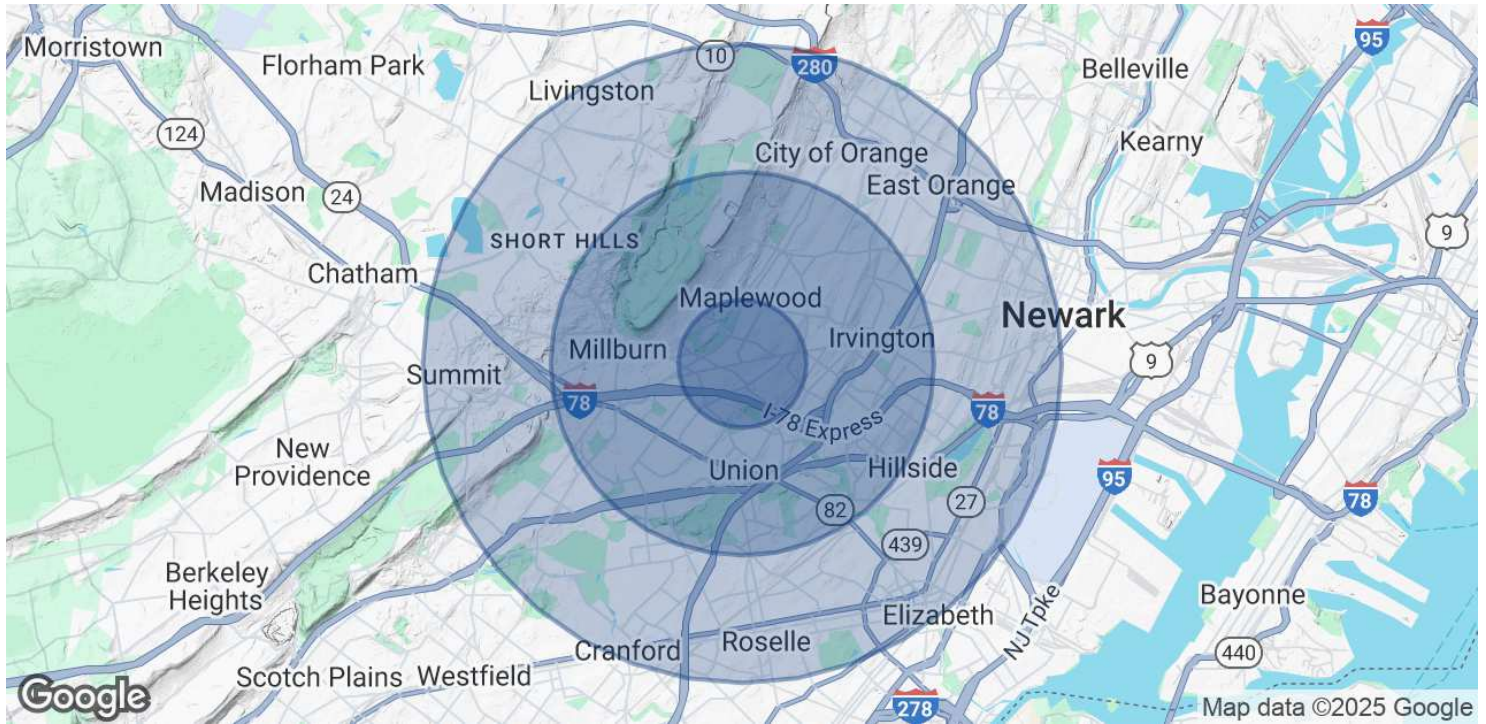 Morristown
Florham Park
10
280
95
Livingston
Belleville
124
Kearny
City of Orange
Madison
24
East Orange
9
SHORT HILLS
Chatham
Maplewood
Newark
Irvington
Millburn
9
Summit
78
78
I-78 Express
New
Providence
Union
Hillside
95
78
27
82
439
Berkeley
Heights
Bayonne
Elizabeth
NJ Tpke
Roselle
Cranford
440
Scotch Plains
Westfield
278
Google
Map data ©2025 Google